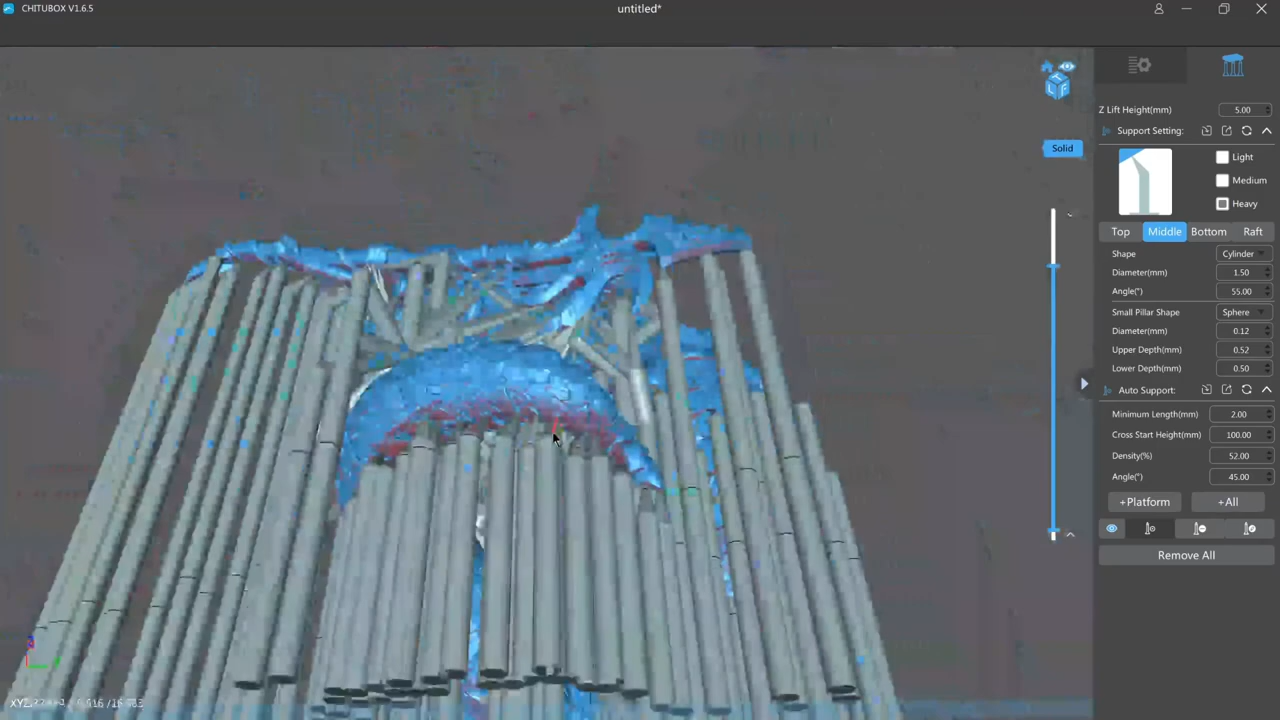 CHITUBOX V1.6.5
untitled*
Z Lift Height(mm) 5.00
Support Setting:
Light
Medium
Heavy
Solid
Top Middle Bottom Raft
Shape Cylinder
Diameter(mm) 1.50
Angle(°) 55.00
Small Pillar Shape Sphere
Diameter(mm) 0.12
Upper Depth(mm) 0.52
Lower Depth(mm) 0.50
Auto Support:
Minimum Length(mm) 2.00
Cross Start Height(mm) 100.00
Density(%) 52.00
Angle(°) 45.00
+Platform +All
Remove All